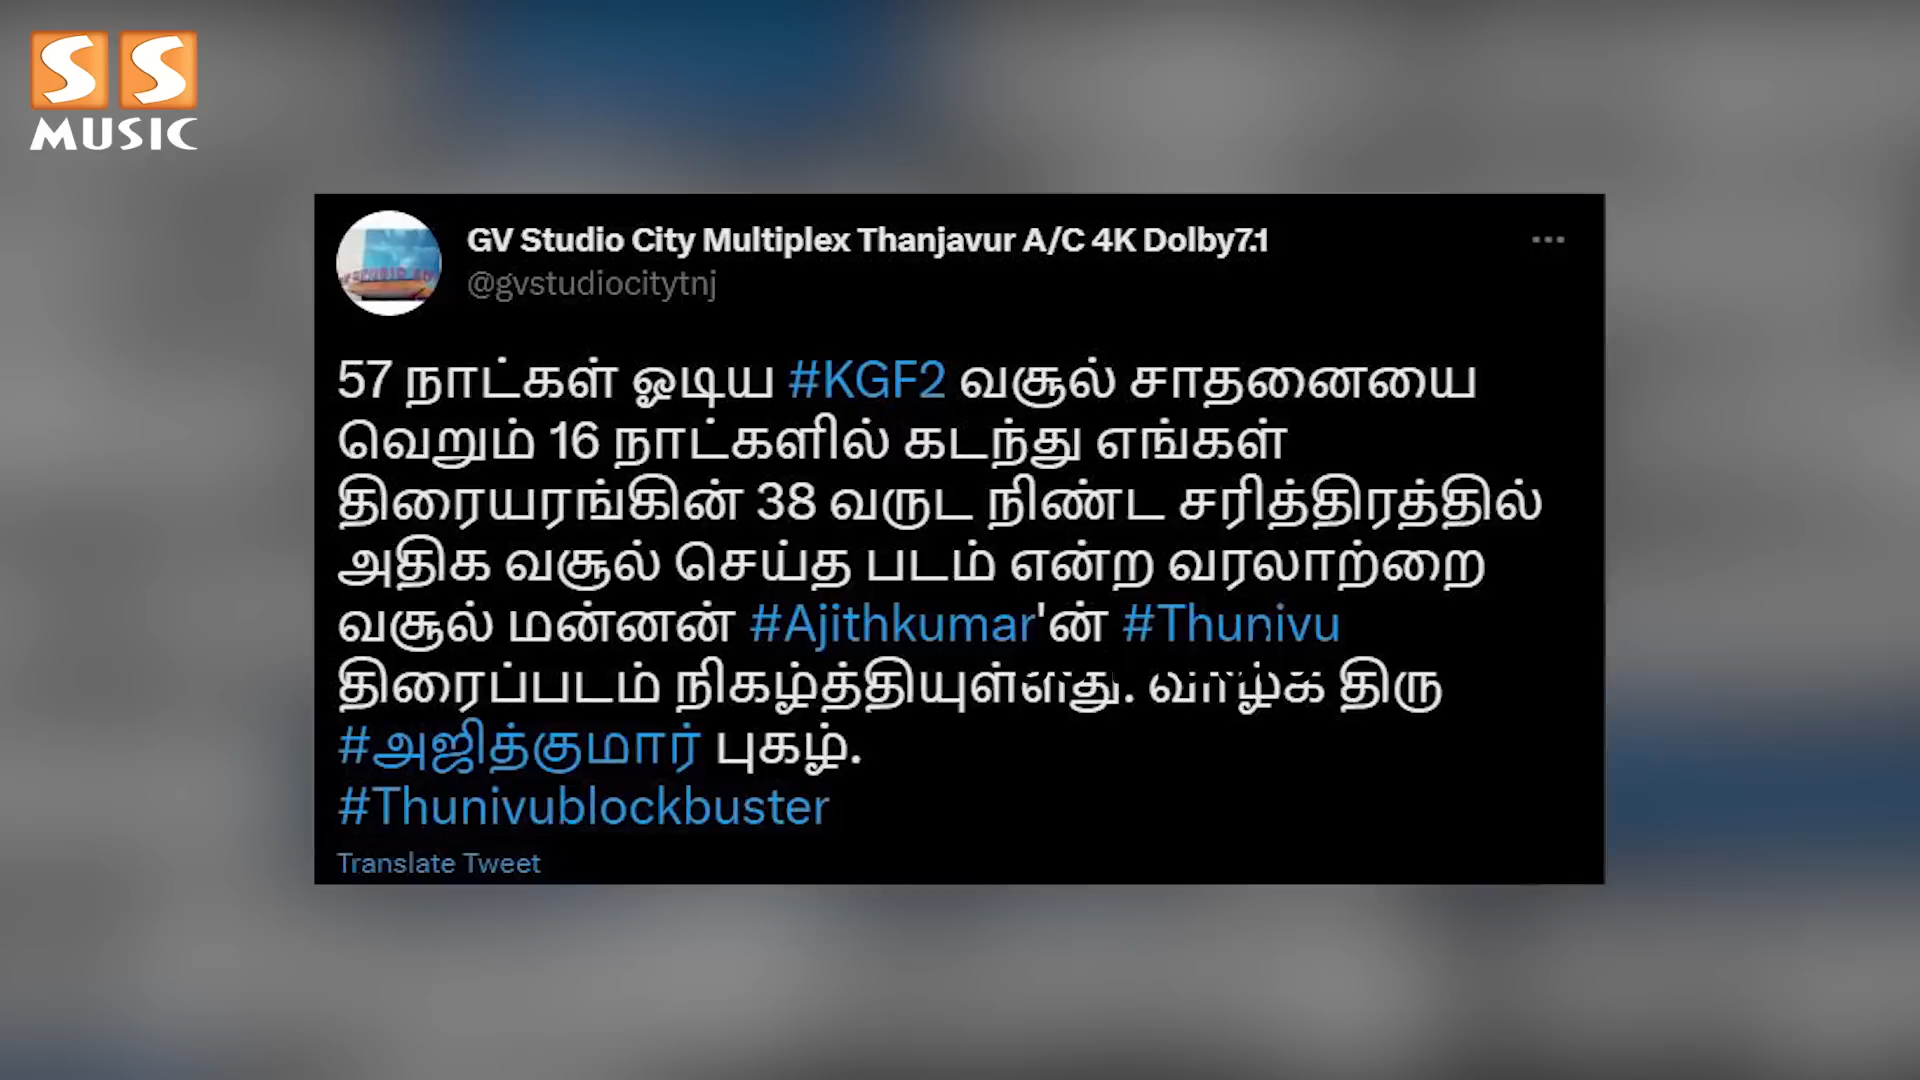 SS
MUSIC
GV Studio City Multiplex Thanjavur A/C 4K Dolby7.1
@gvstudiocitytnj
57 நாட்கள் ஓடிய #KGF2 வசூல் சாதனையை
வெறும் 16 நாட்களில் கடந்து எங்கள்
திரையரங்கின் 38 வருட நிண்ட சரித்திரத்தில்
அதிக வசூல் செய்த படம் என்ற வரலாற்றை
வசூல் மன்னன் #Ajithkumar'ன் #Thunivu
திரைப்படம் நிகழ்த்தியுள்ளது. வாழ்க திரு
#அஜித்குமார் புகழ்.
#Thunivublockbuster
Translate Tweet